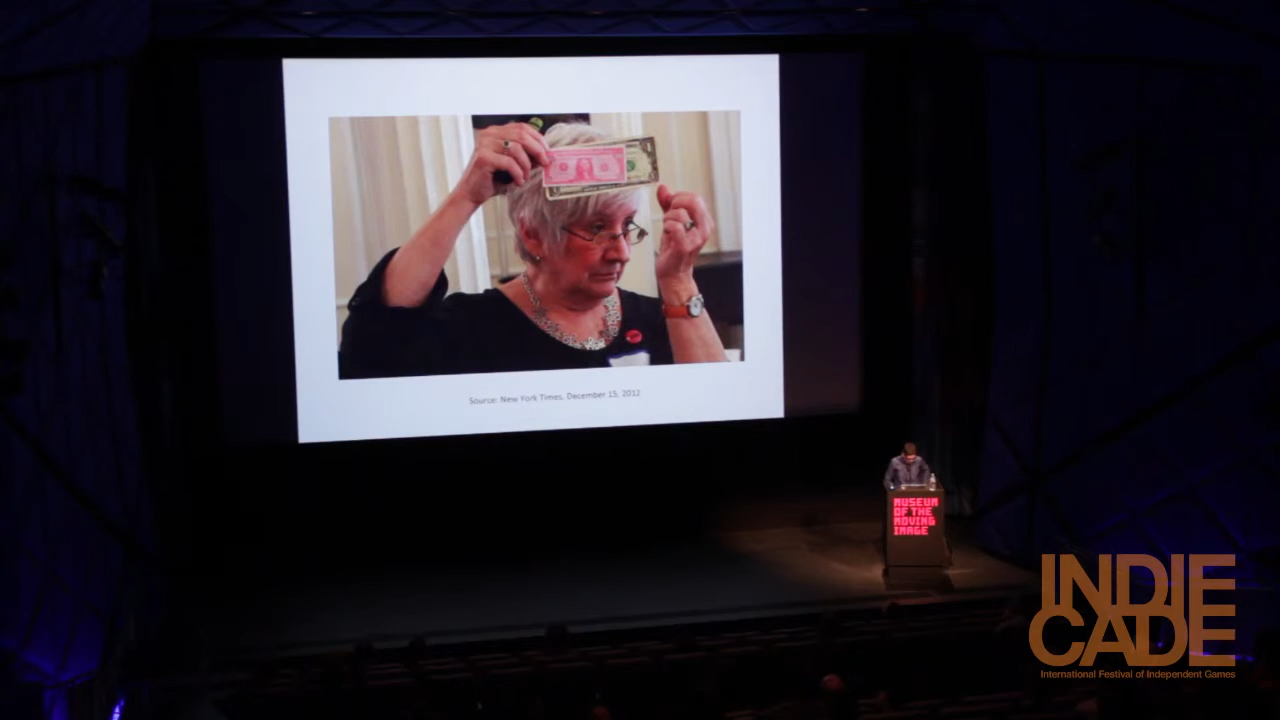 Source: New York Times, December 15, 2012
MUSEUM
OF THE
MOVING
IMAGE
INDIE
CADE
International Festival of Independent Games